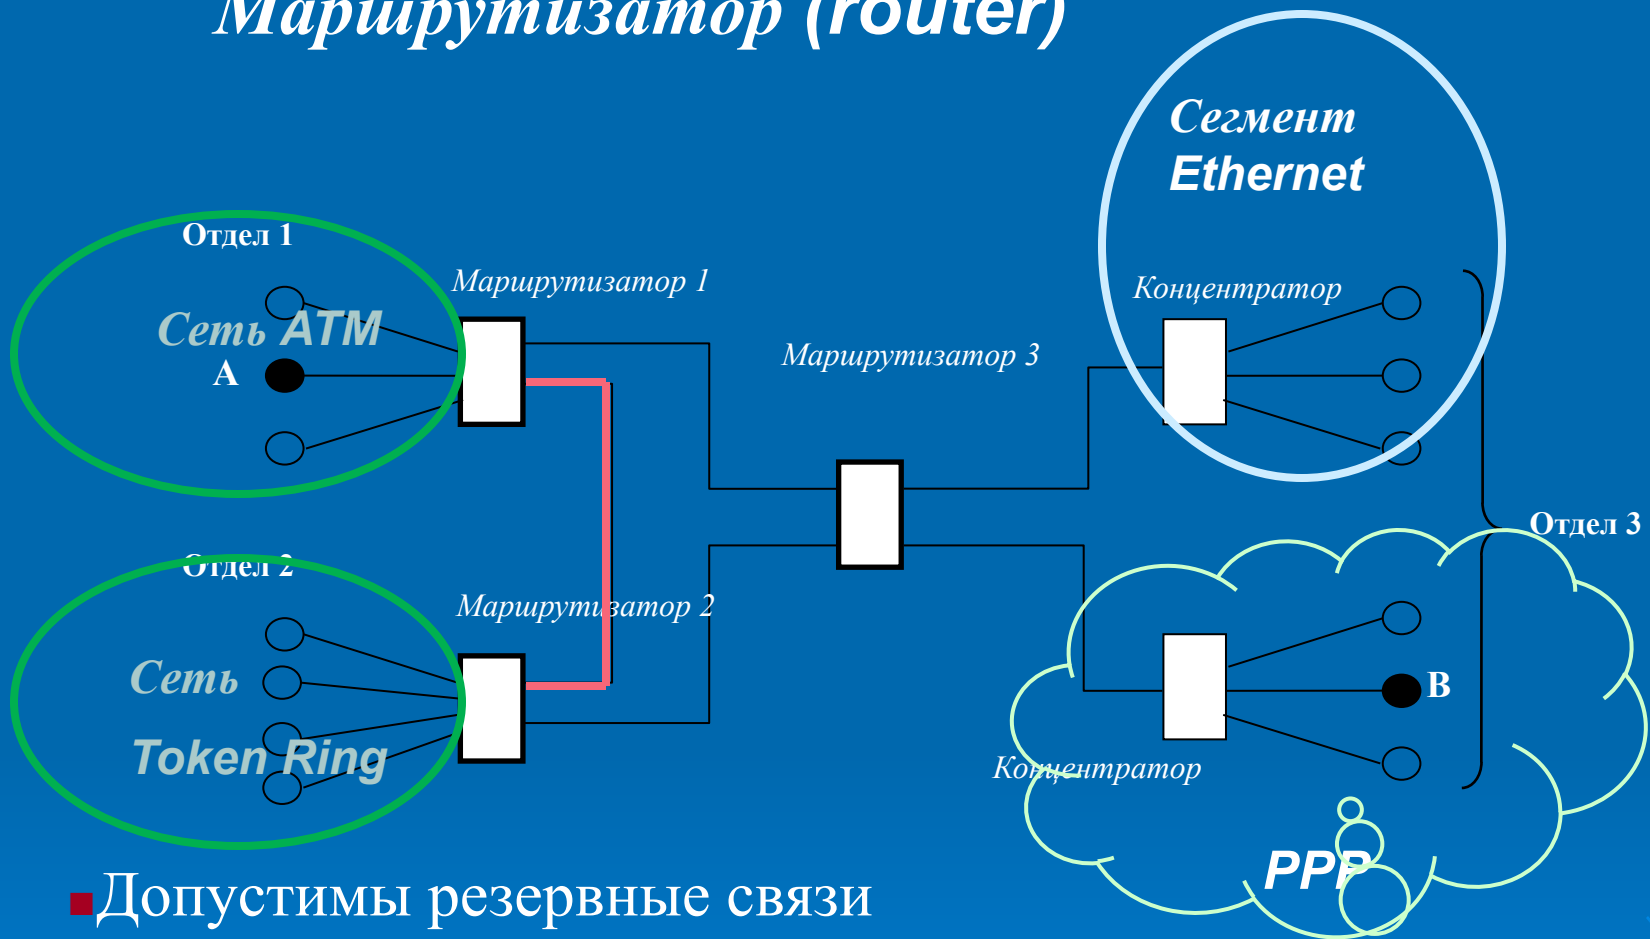 Маршрутизатор (router)
Сегмент
Ethernet
Отдел 1
Маршрутизатор 1
Концентратор
Сеть ATM
Маршрутизатор 3
A
Отдел 3
Отдел 2
Маршрутизатор 2
Сеть
B
Token Ring
Концентратор
PPP
■Допустимы резервные связи